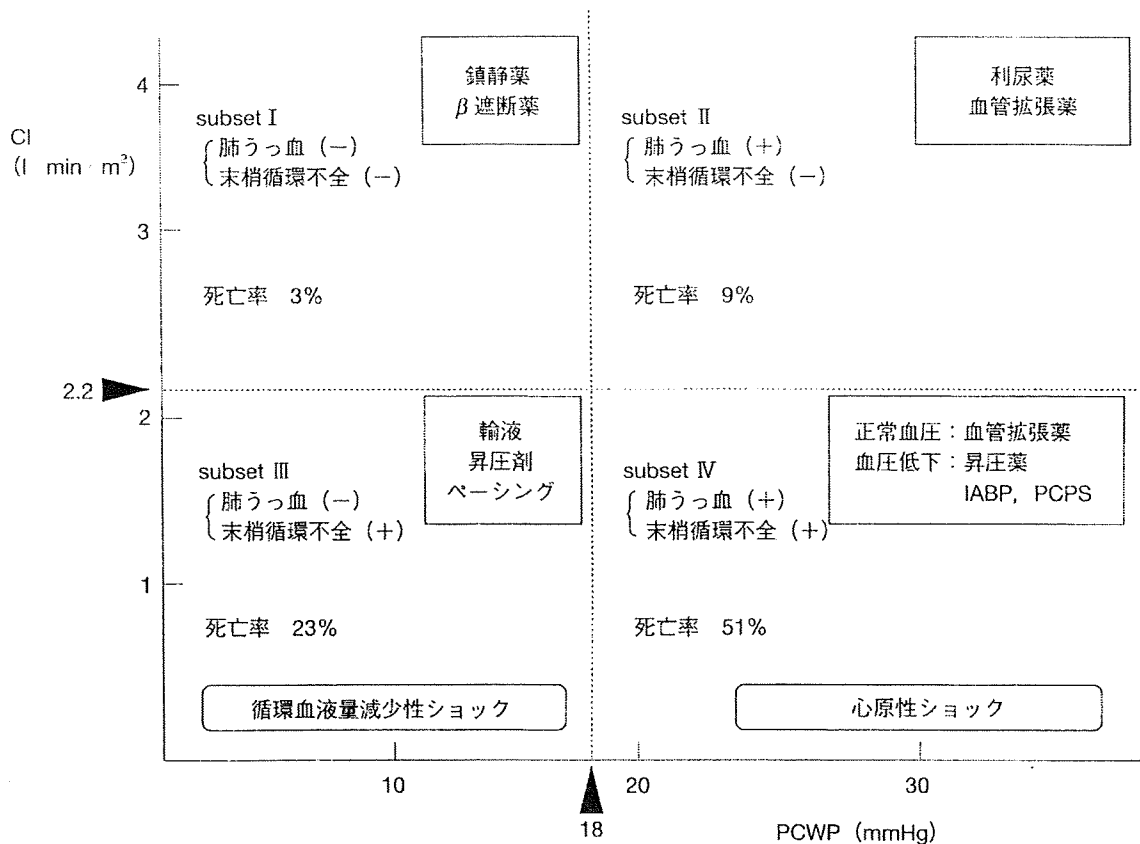 CI
(l min m²)
4
3
2.2
2
1
鎮静薬
β遮断薬
subset Ⅰ
肺うっ血（−）
末梢循環不全（−）
死亡率　3%
利尿薬
血管拡張薬
subset Ⅱ
肺うっ血（+）
末梢循環不全（−）
死亡率　9%
輸液
昇圧剤
ペーシング
subset Ⅲ
肺うっ血（−）
末梢循環不全（+）
死亡率　23%
循環血液量減少性ショック
正常血圧：血管拡張薬
血圧低下：昇圧薬
IABP，PCPS
subset Ⅳ
肺うっ血（+）
末梢循環不全（+）
死亡率　51%
心原性ショック
10
18
20
30
PCWP（mmHg）